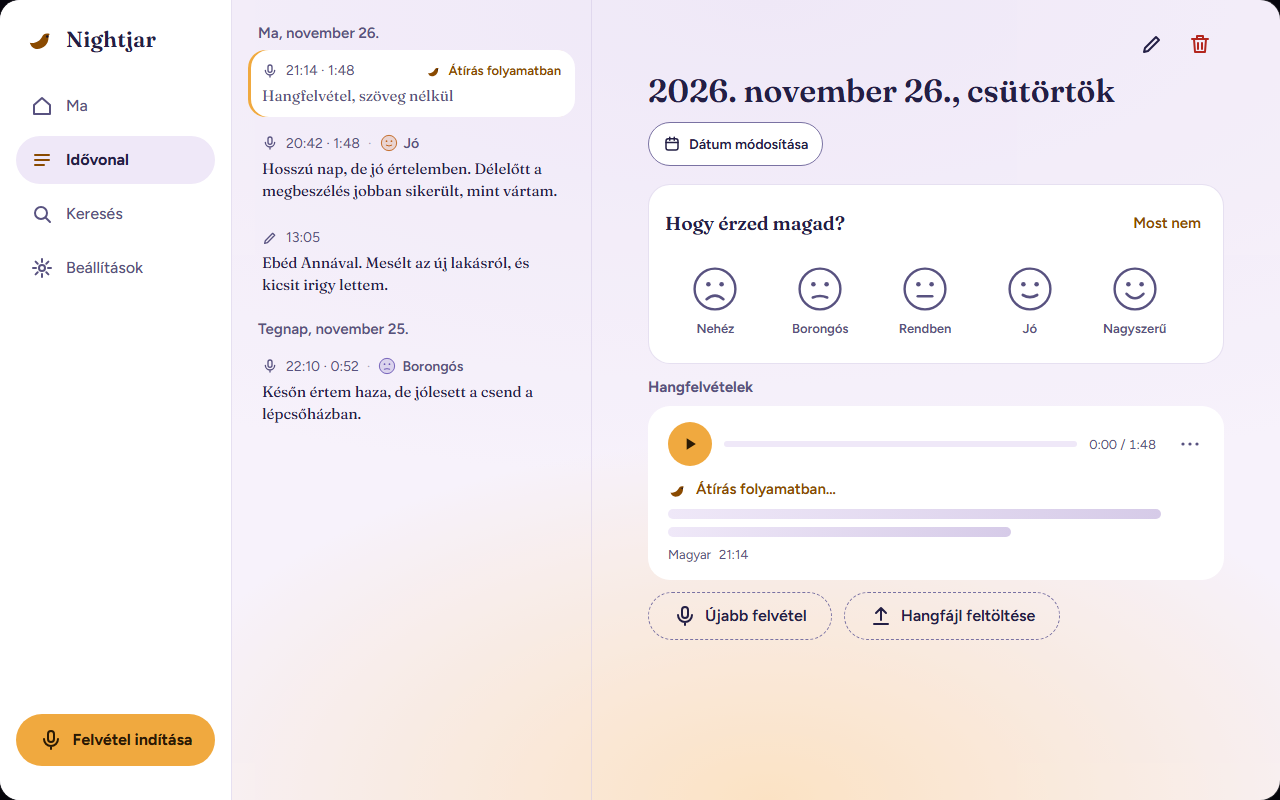 Nightjar
Ma
Idővonal
Keresés
Beállítások
Felvétel indítása
Ma, november 26.
21:14 · 1:48
Átírás folyamatban
Hangfelvétel, szöveg nélkül
20:42 · 1:48 · Jó
Hosszú nap, de jó értelemben. Délelőtt a
megbeszélés jobban sikerült, mint vártam.
13:05
Ebéd Annával. Mesélt az új lakásról, és
kicsit irigy lettem.
Tegnap, november 25.
22:10 · 0:52 · Borongós
Későn értem haza, de jólesett a csend a
lépcsőházban.
2026. november 26., csütörtök
Dátum módosítása
Hogy érzed magad?
Most nem
Nehéz
Borongós
Rendben
Jó
Nagyszerű
Hangfelvételek
0:00 / 1:48
Átírás folyamatban…
Magyar 21:14
Újabb felvétel
Hangfájl feltöltése